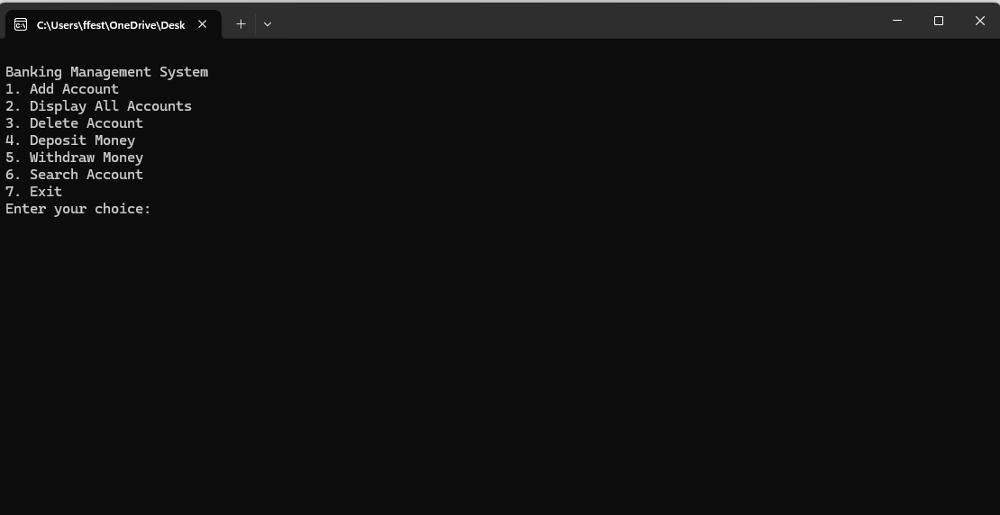 C:\Users\ffest\OneDrive\Desk
Banking Management System
1. Add Account
2. Display All Accounts
3. Delete Account
4. Deposit Money
5. Withdraw Money
6. Search Account
7. Exit
Enter your choice: